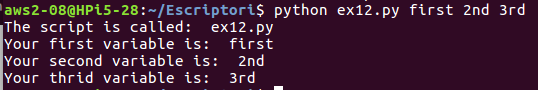 aws2-08@HPi5-28:~/Escriptori$ python ex12.py first 2nd 3rd
The script is called:  ex12.py
Your first variable is:  first
Your second variable is:  2nd
Your thrid variable is:  3rd